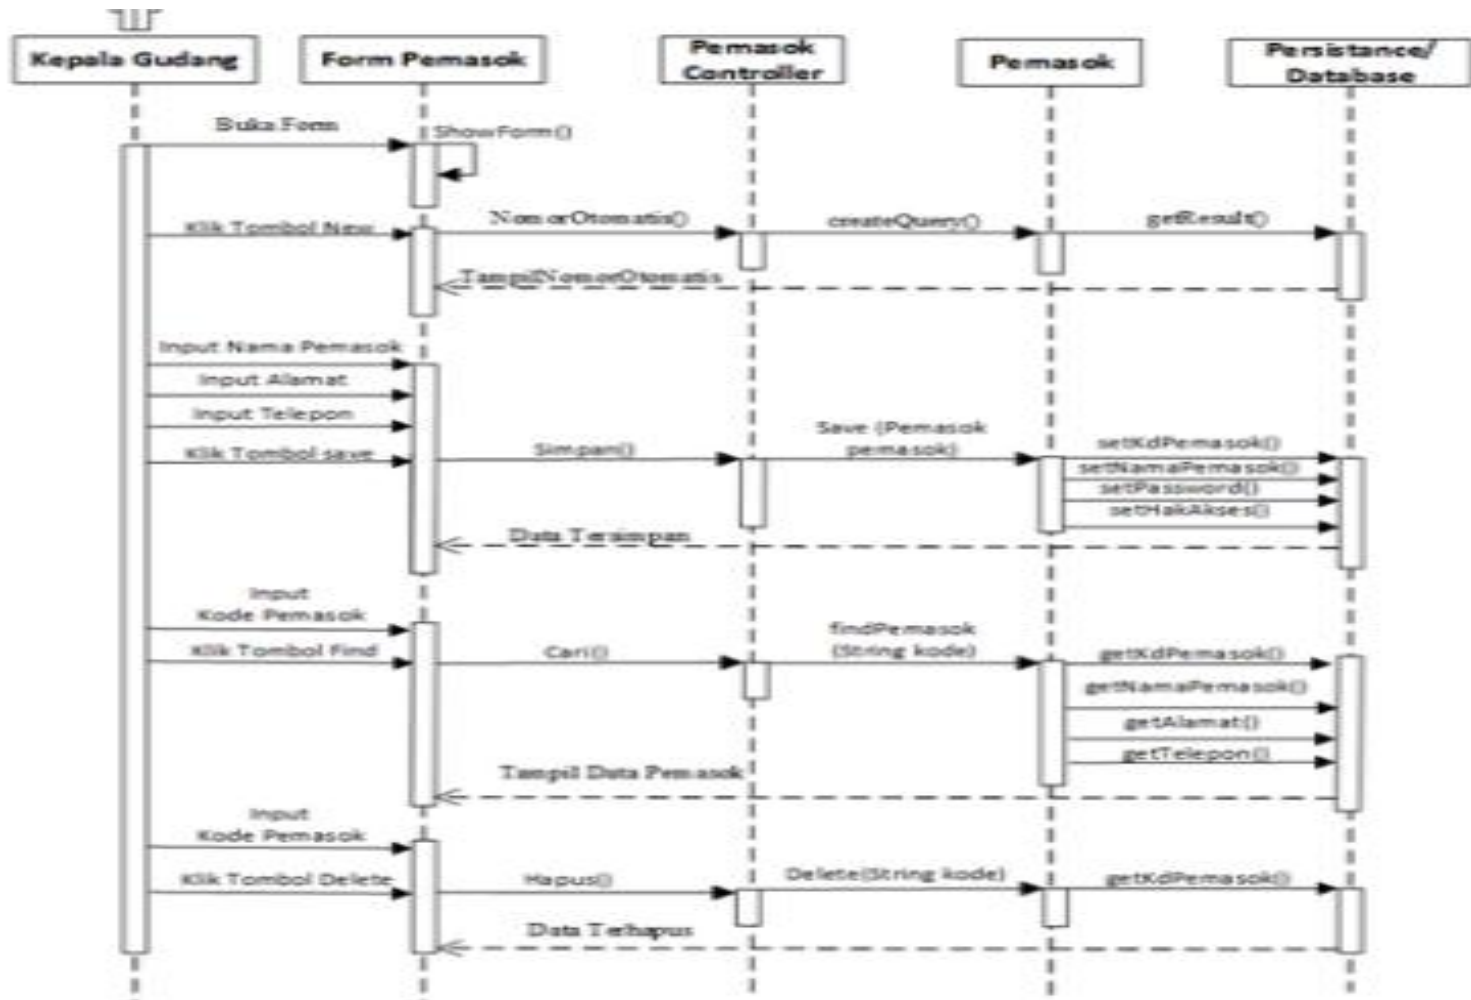 Kepala Gudang
Form Pemasok
Pemasok
Controller
Pemasok
Persistance/
Database
Buka Form
ShowForm()
Klik Tombol New
NomorOtomatis()
createQuery()
getResult()
TampilNomorOtomatis
Input Nama Pemasok
Input Alamat
Input Telepon
Klik Tombol save
Simpan()
Save (Pemasok
pemasok)
setKdPemasok()
setNamaPemasok()
setPassword()
setHakAkses()
Data Tersimpan
Input
Kode Pemasok
Klik Tombol Find
Cari()
findPemasok
(String kode)
getKdPemasok()
getNamaPemasok()
getAlamat()
getTelepon()
Tampil Data Pemasok
Input
Kode Pemasok
Klik Tombol Delete
Hapus()
Delete(String kode)
getKdPemasok()
Data Terhapus